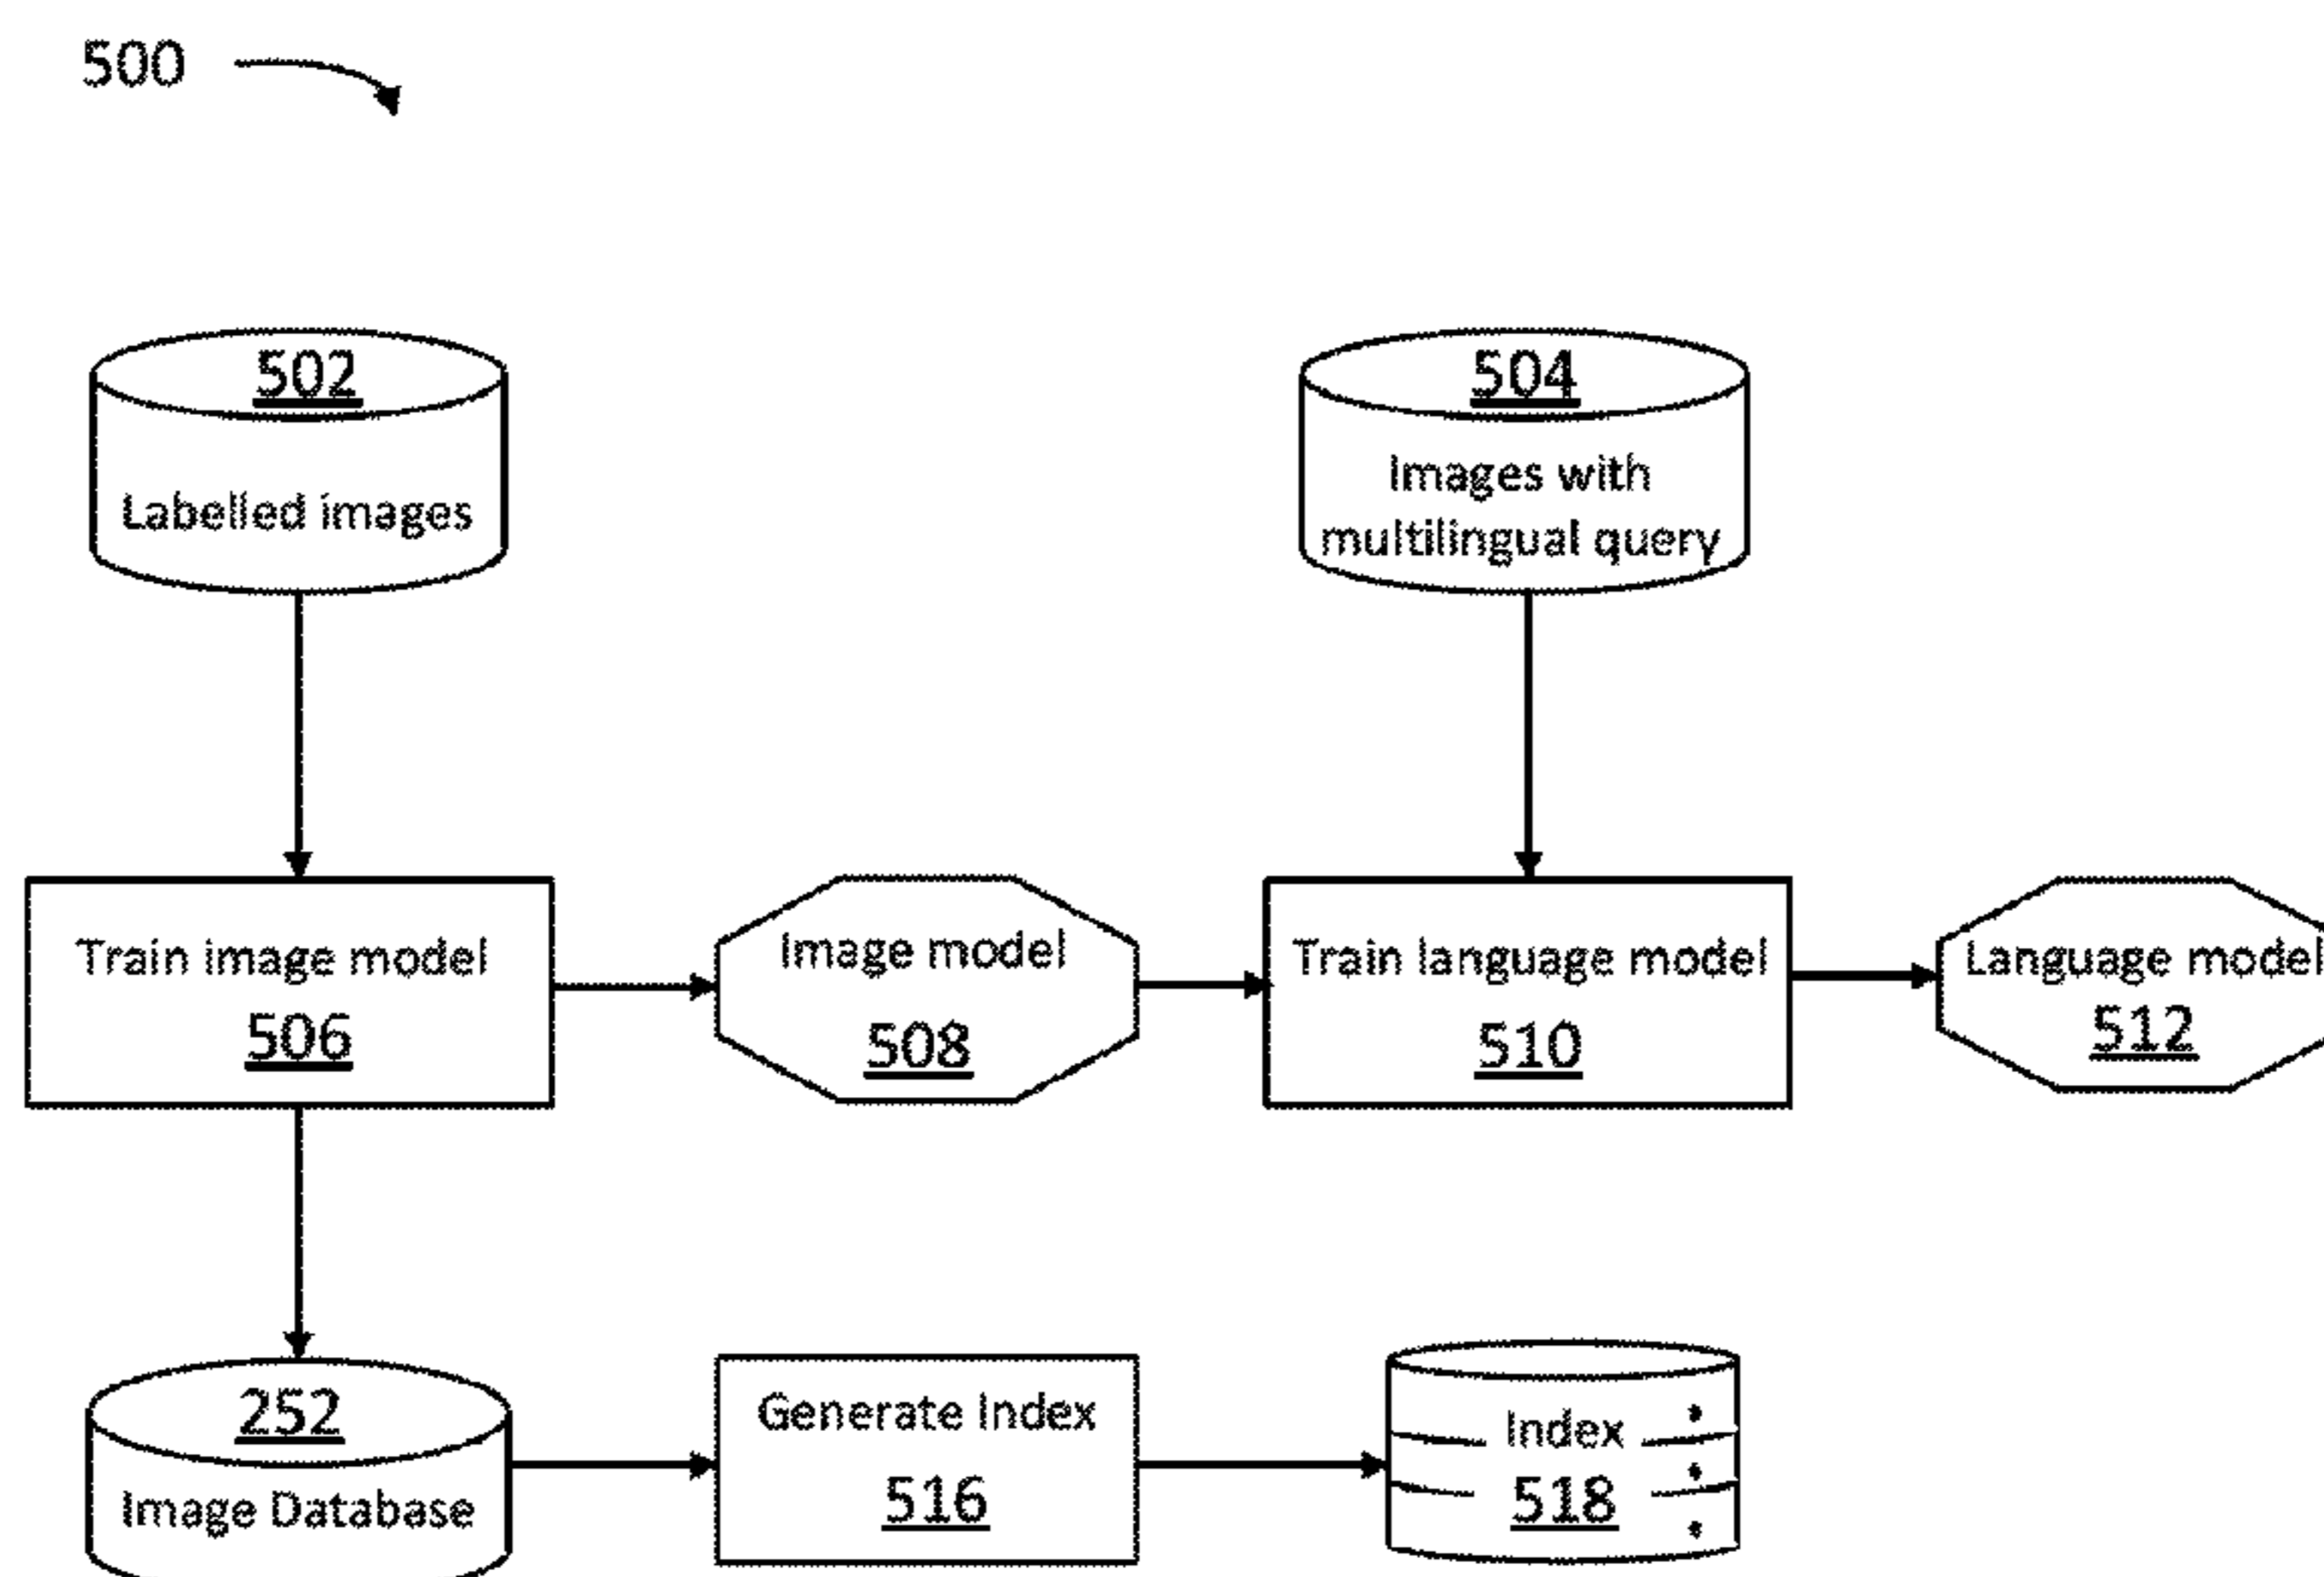 500
502
Labelled images
504
Images with
multilingual query
Train image model
506
Image model
508
Train language model
510
Language model
512
252
Image Database
Generate Index
516
Index
518